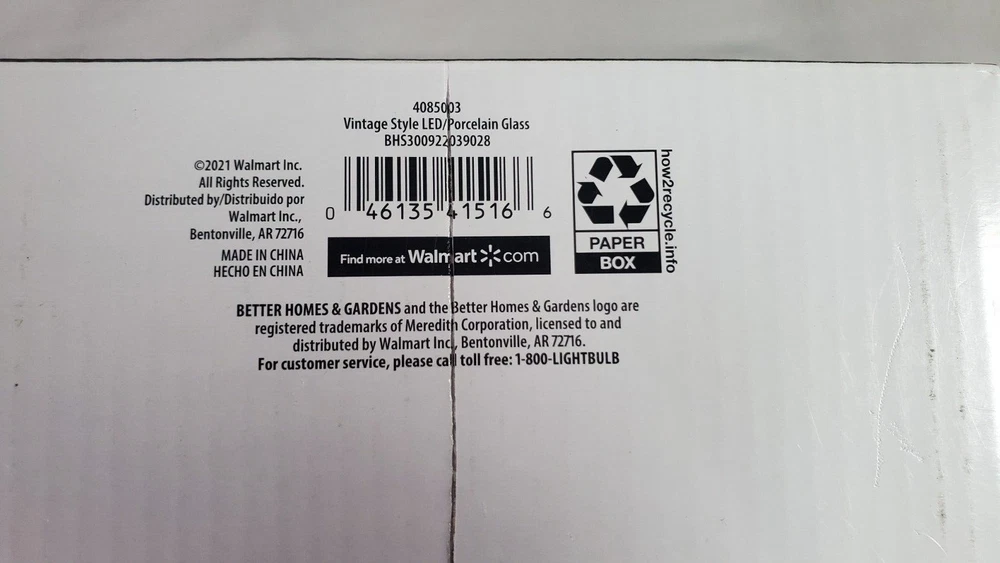 4085003
Vintage Style LED/Porcelain Glass
BHS300922039028
©2021 Walmart Inc.
All Rights Reserved.
Distributed by/Distribuido por
Walmart Inc.,
Bentonville, AR 72716
MADE IN CHINA
HECHO EN CHINA
0 46135 41516 6
Find more at Walmart.com
how2recycle.info
PAPER
BOX
BETTER HOMES & GARDENS and the Better Homes & Gardens logo are
registered trademarks of Meredith Corporation, licensed to and
distributed by Walmart Inc., Bentonville, AR 72716.
For customer service, please call toll free: 1-800-LIGHTBULB